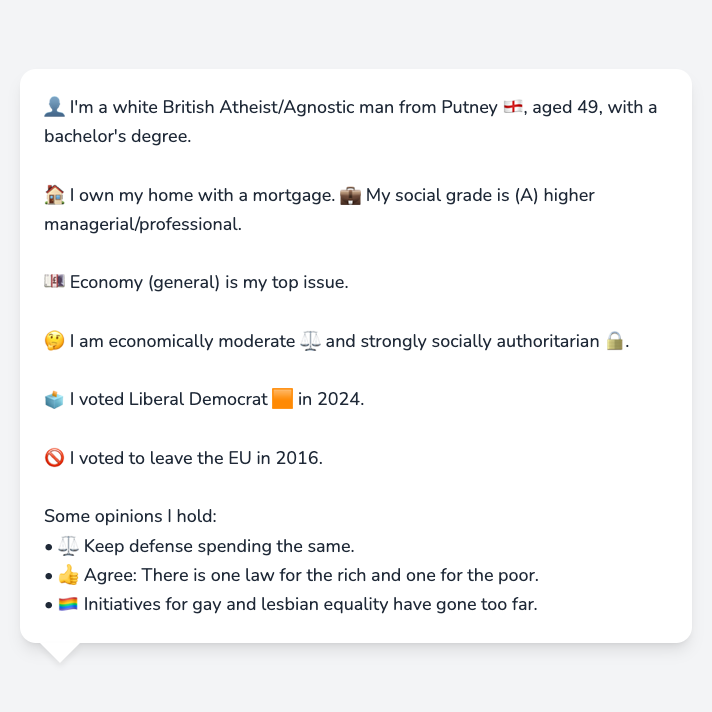 👤 I'm a white British Atheist/Agnostic man from Putney 🏴󠁧󠁢󠁥󠁮󠁧󠁿, aged 49, with a
bachelor's degree.
🏠 I own my home with a mortgage. 💼 My social grade is (A) higher
managerial/professional.
💷 Economy (general) is my top issue.
🤔 I am economically moderate ⚖️ and strongly socially authoritarian 🔒.
🗳️ I voted Liberal Democrat 🟧 in 2024.
🚫 I voted to leave the EU in 2016.
Some opinions I hold:
• ⚖️ Keep defense spending the same.
• 👍 Agree: There is one law for the rich and one for the poor.
• 🏳️‍🌈 Initiatives for gay and lesbian equality have gone too far.